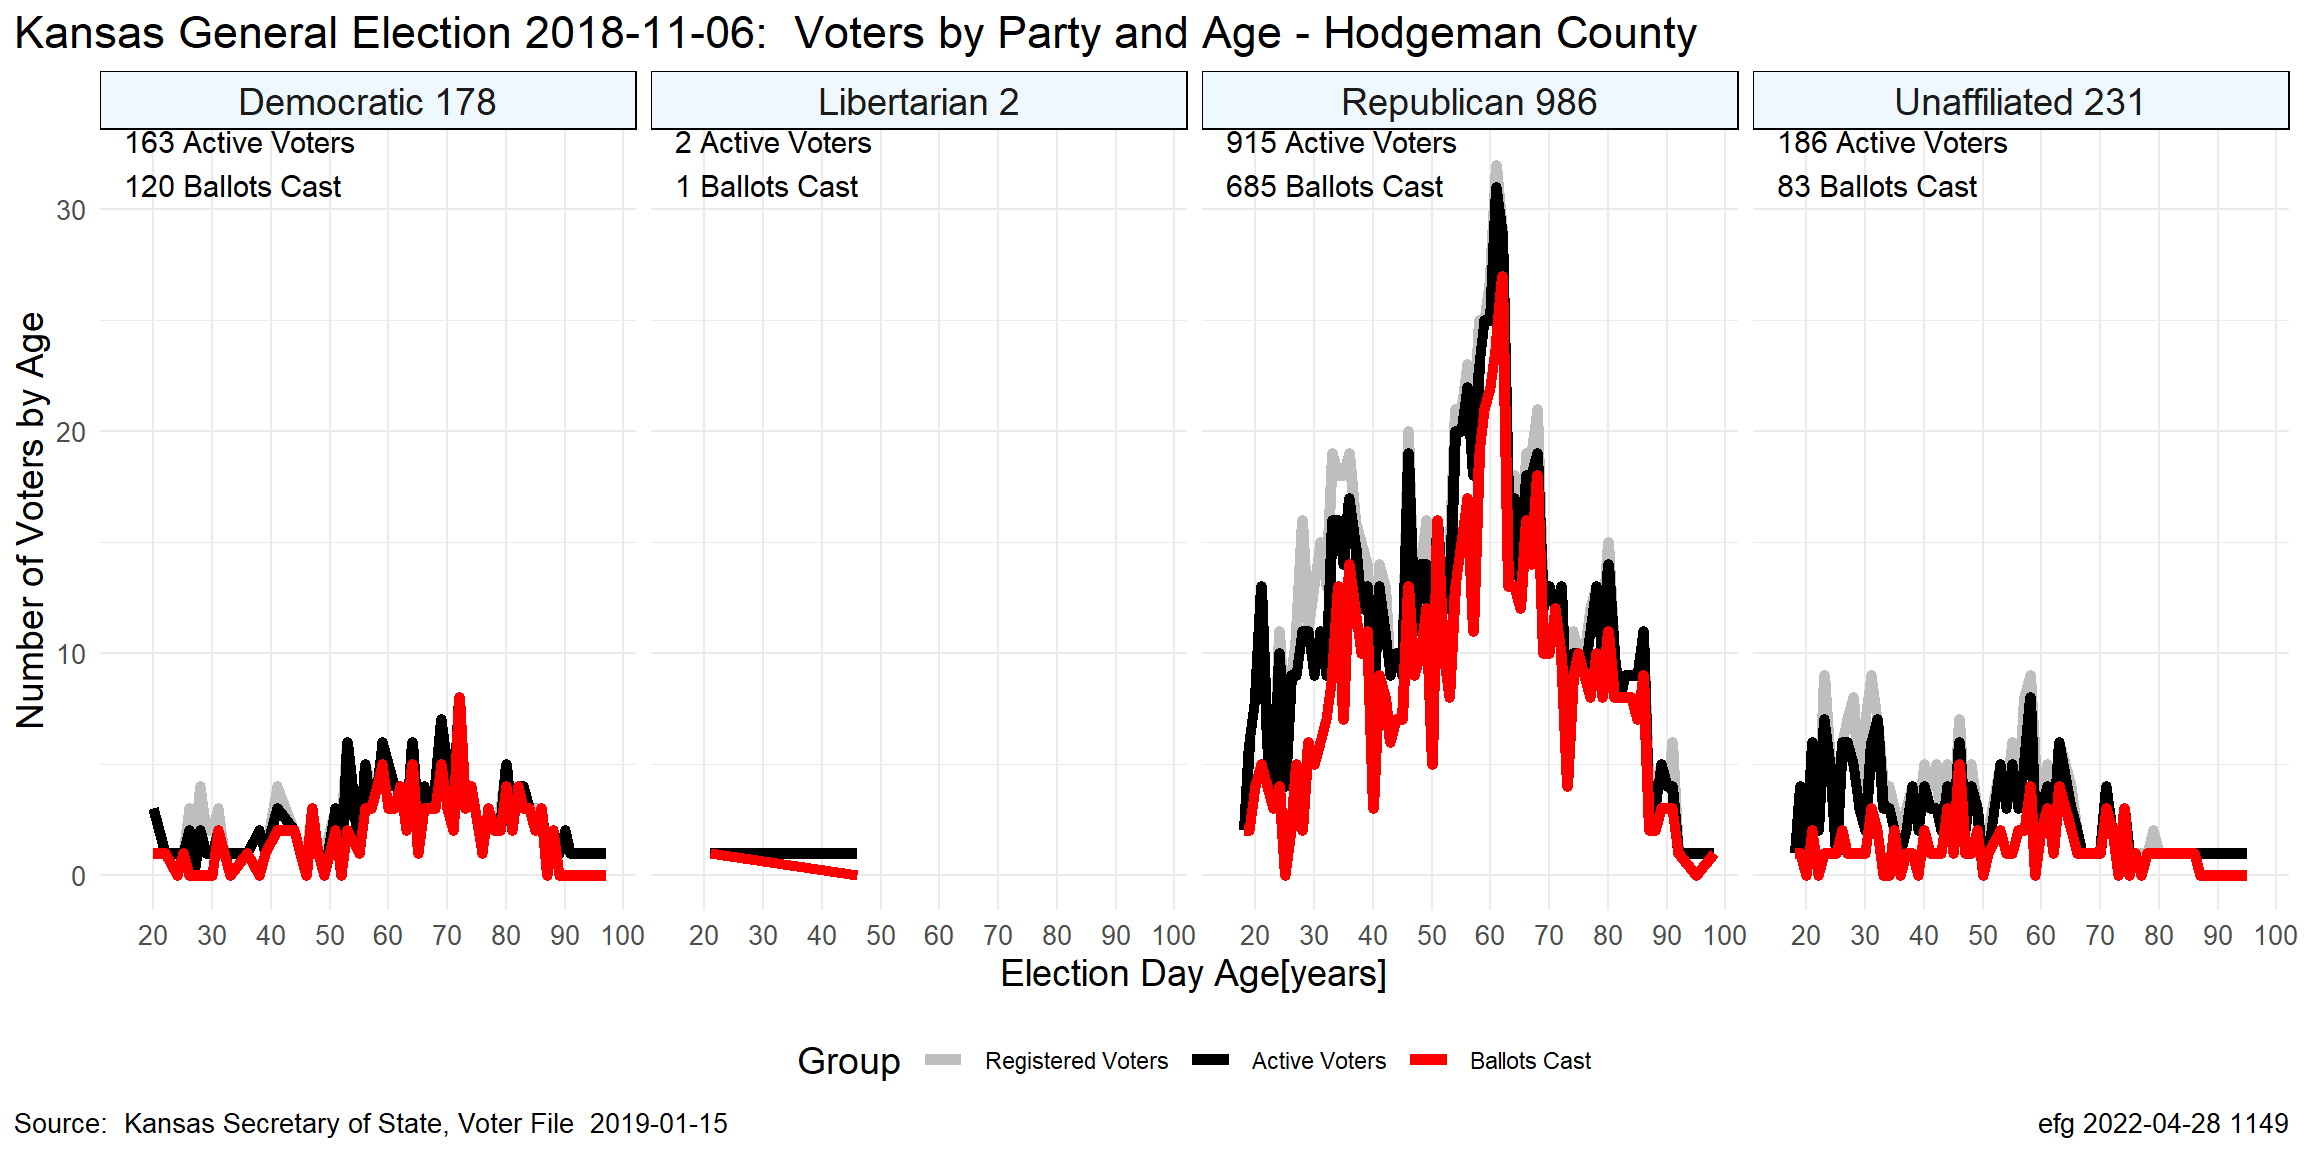 Kansas General Election 2018-11-06:  Voters by Party and Age - Hodgeman County
Democratic 178
Libertarian 2
Republican 986
Unaffiliated 231
163 Active Voters
120 Ballots Cast
2 Active Voters
1 Ballots Cast
915 Active Voters
685 Ballots Cast
186 Active Voters
83 Ballots Cast
Number of Voters by Age
30
20
10
0
20 30 40 50 60 70 80 90 100
20 30 40 50 60 70 80 90 100
20 30 40 50 60 70 80 90 100
20 30 40 50 60 70 80 90 100
Election Day Age[years]
Group Registered Voters Active Voters Ballots Cast
Source:  Kansas Secretary of State, Voter File  2019-01-15
efg 2022-04-28 1149